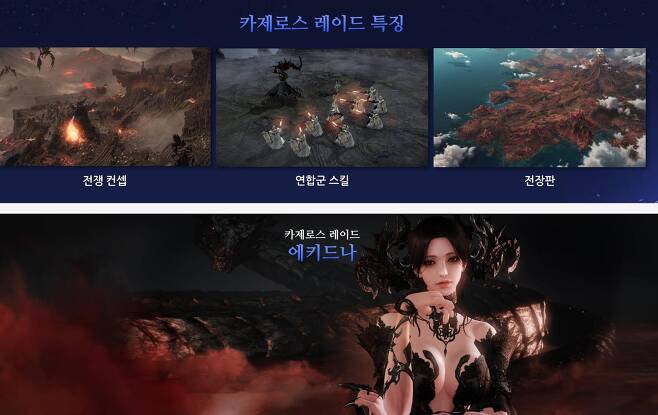 카제로스 레이드 특징
전쟁 컨셉
연합군 스킬
전장판
카제로스 레이드
에키드나